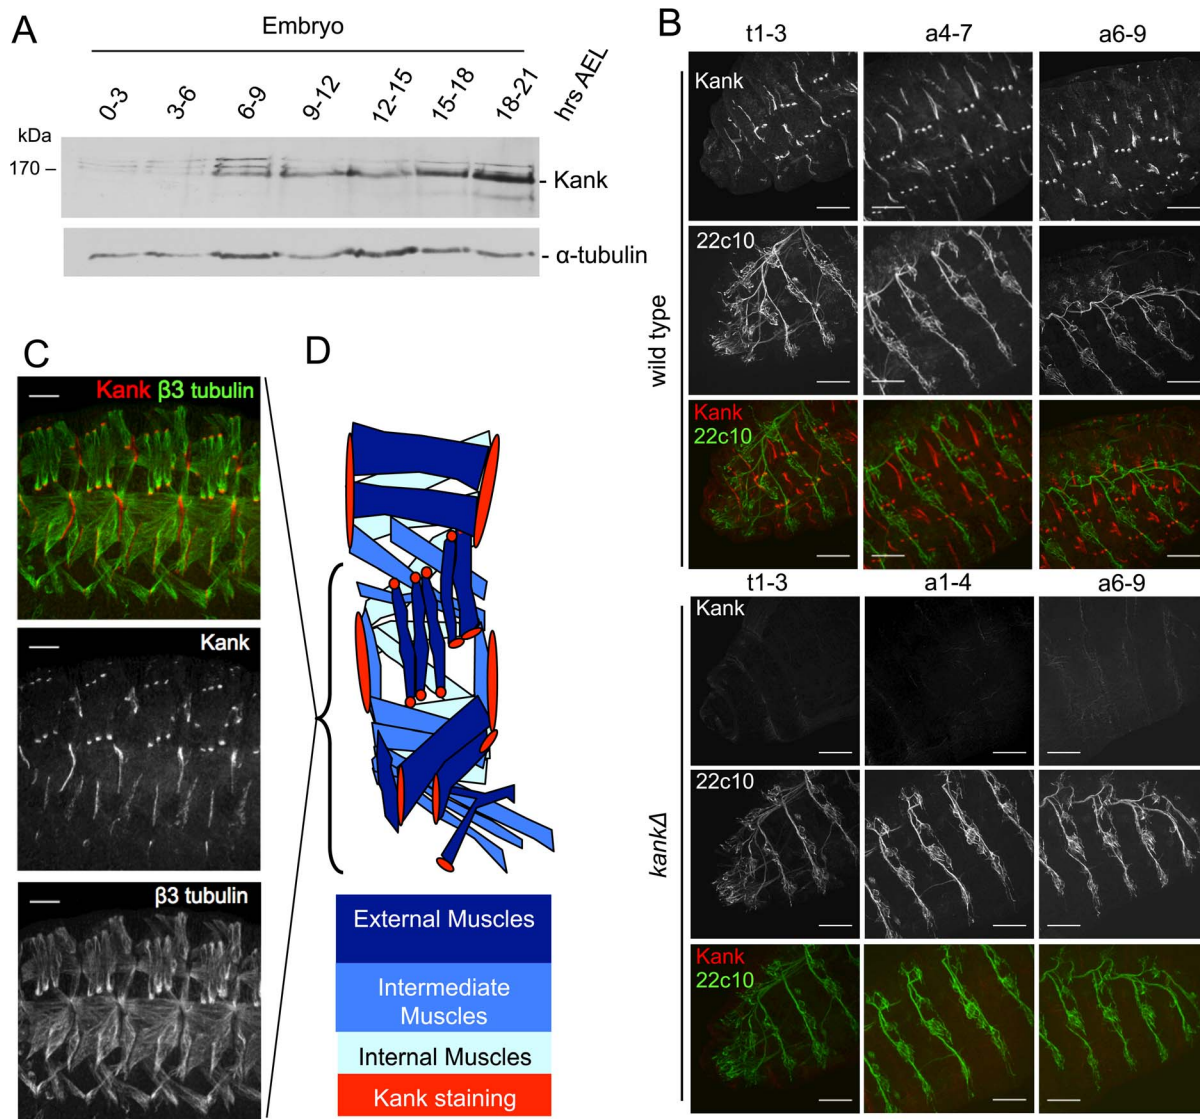 A
Embryo
0-3
3-6
6-9
9-12
12-15
15-18
18-21
hrs AEL
kDa
170 –
- Kank
- α-tubulin
B
t1-3
a4-7
a6-9
Kank
22c10
Kank
22c10
wild type
t1-3
a1-4
a6-9
Kank
22c10
Kank
22c10
kankΔ
C
Kank β3 tubulin
Kank
β3 tubulin
D
External Muscles
Intermediate
Muscles
Internal Muscles
Kank staining